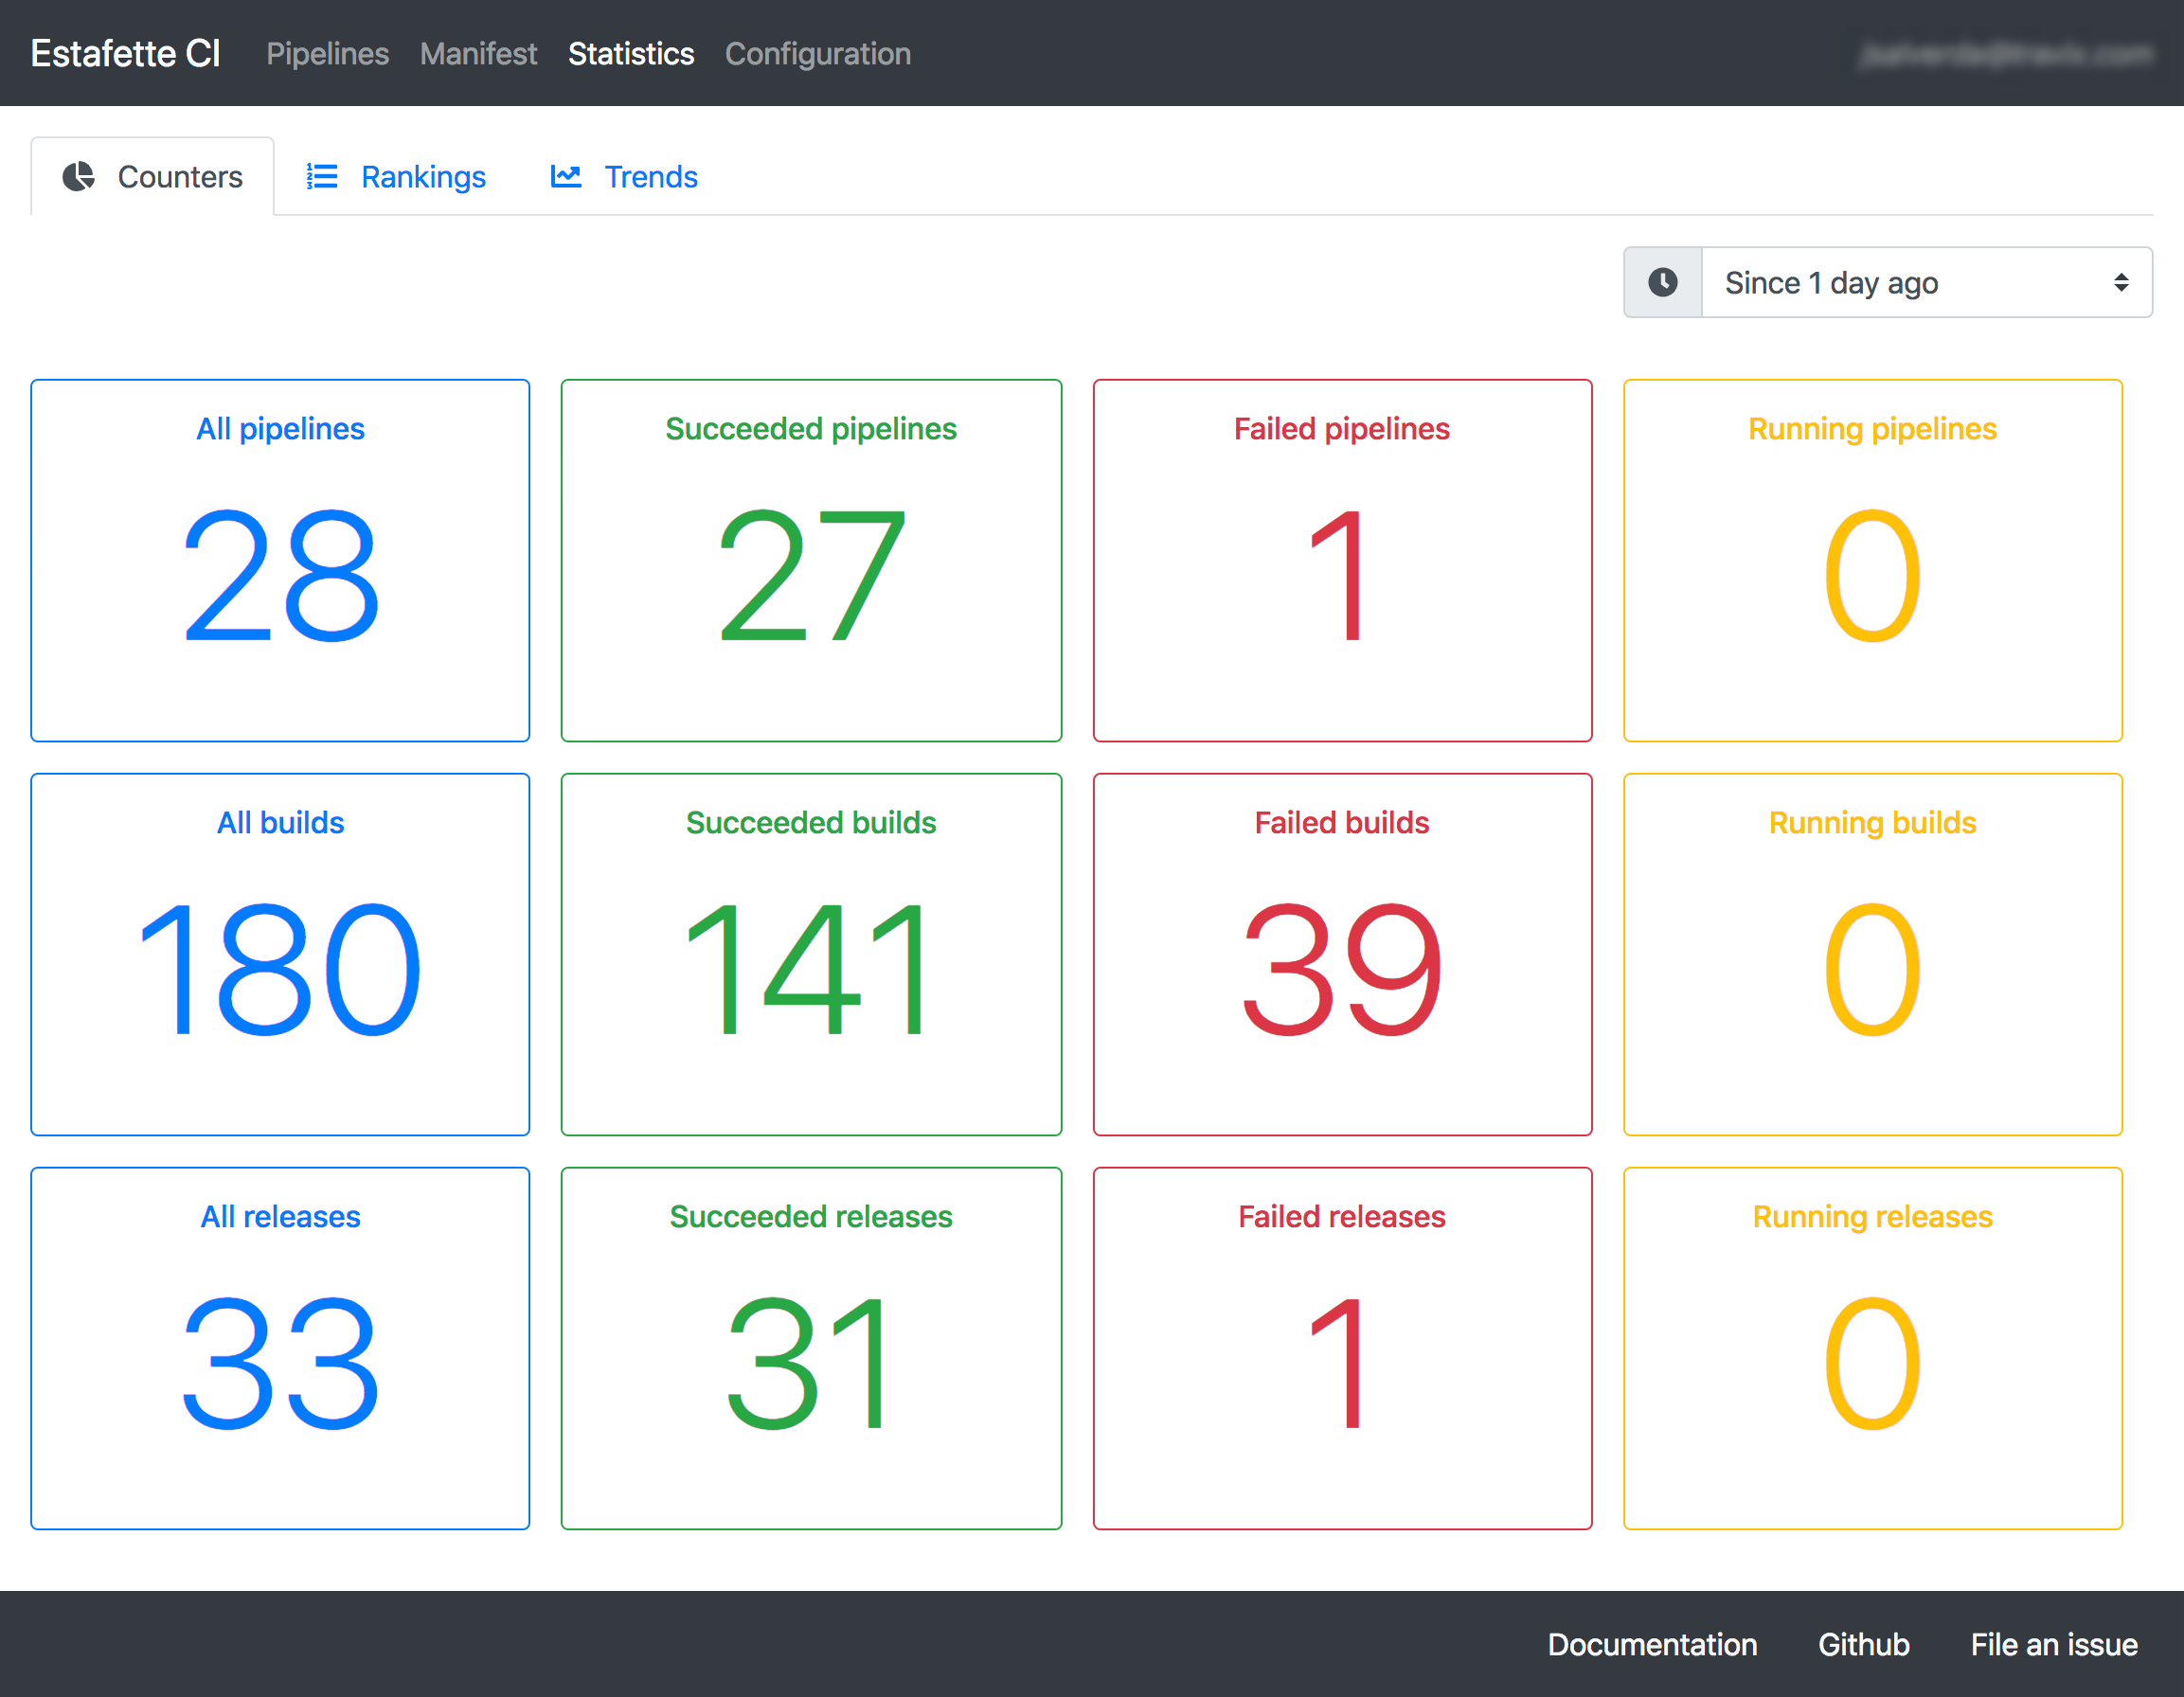 Estafette CI Pipelines Manifest Statistics Configuration
Counters Rankings Trends
Since 1 day ago
All pipelines Succeeded pipelines Failed pipelines Running pipelines
28 27 1 0
All builds Succeeded builds Failed builds Running builds
180 141 39 0
All releases Succeeded releases Failed releases Running releases
33 31 1 0
Documentation Github File an issue